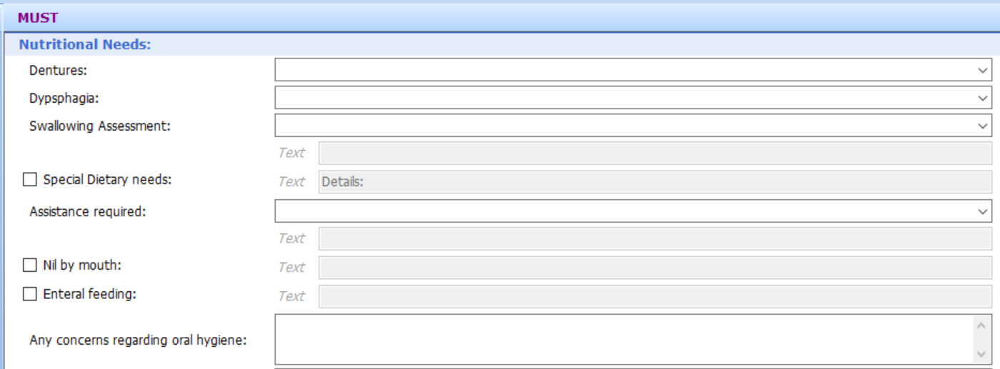 MUST
Nutritional Needs:
Dentures:
Dypsphagia:
Swallowing Assessment:
Text
Special Dietary needs: Text Details:
Assistance required:
Text
Nil by mouth: Text
Enteral feeding: Text
Any concerns regarding oral hygiene: